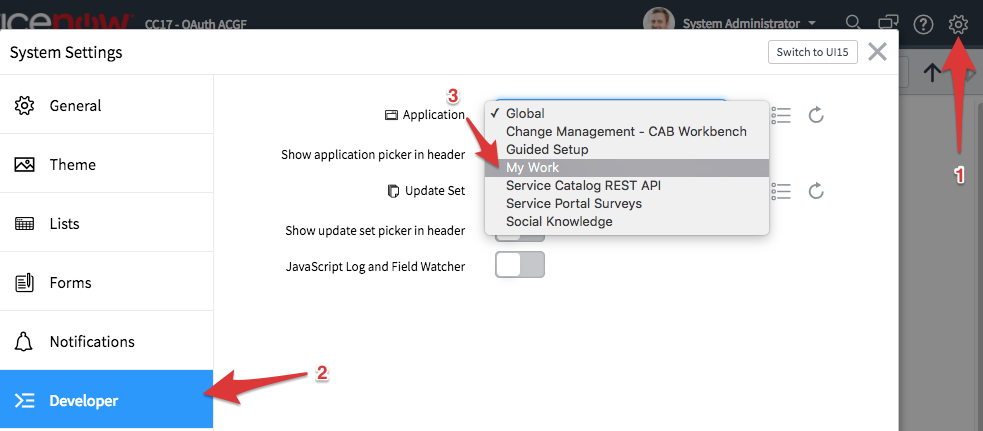 icenow CC17 - OAuth ACGF System Administrator
System Settings Switch to UI15
General
Theme
Lists
Forms
Notifications
Developer
3
Application
Show application picker in header
Update Set
Show update set picker in header
JavaScript Log and Field Watcher
✓ Global
Change Management - CAB Workbench
Guided Setup
My Work
Service Catalog REST API
Service Portal Surveys
Social Knowledge
1
2